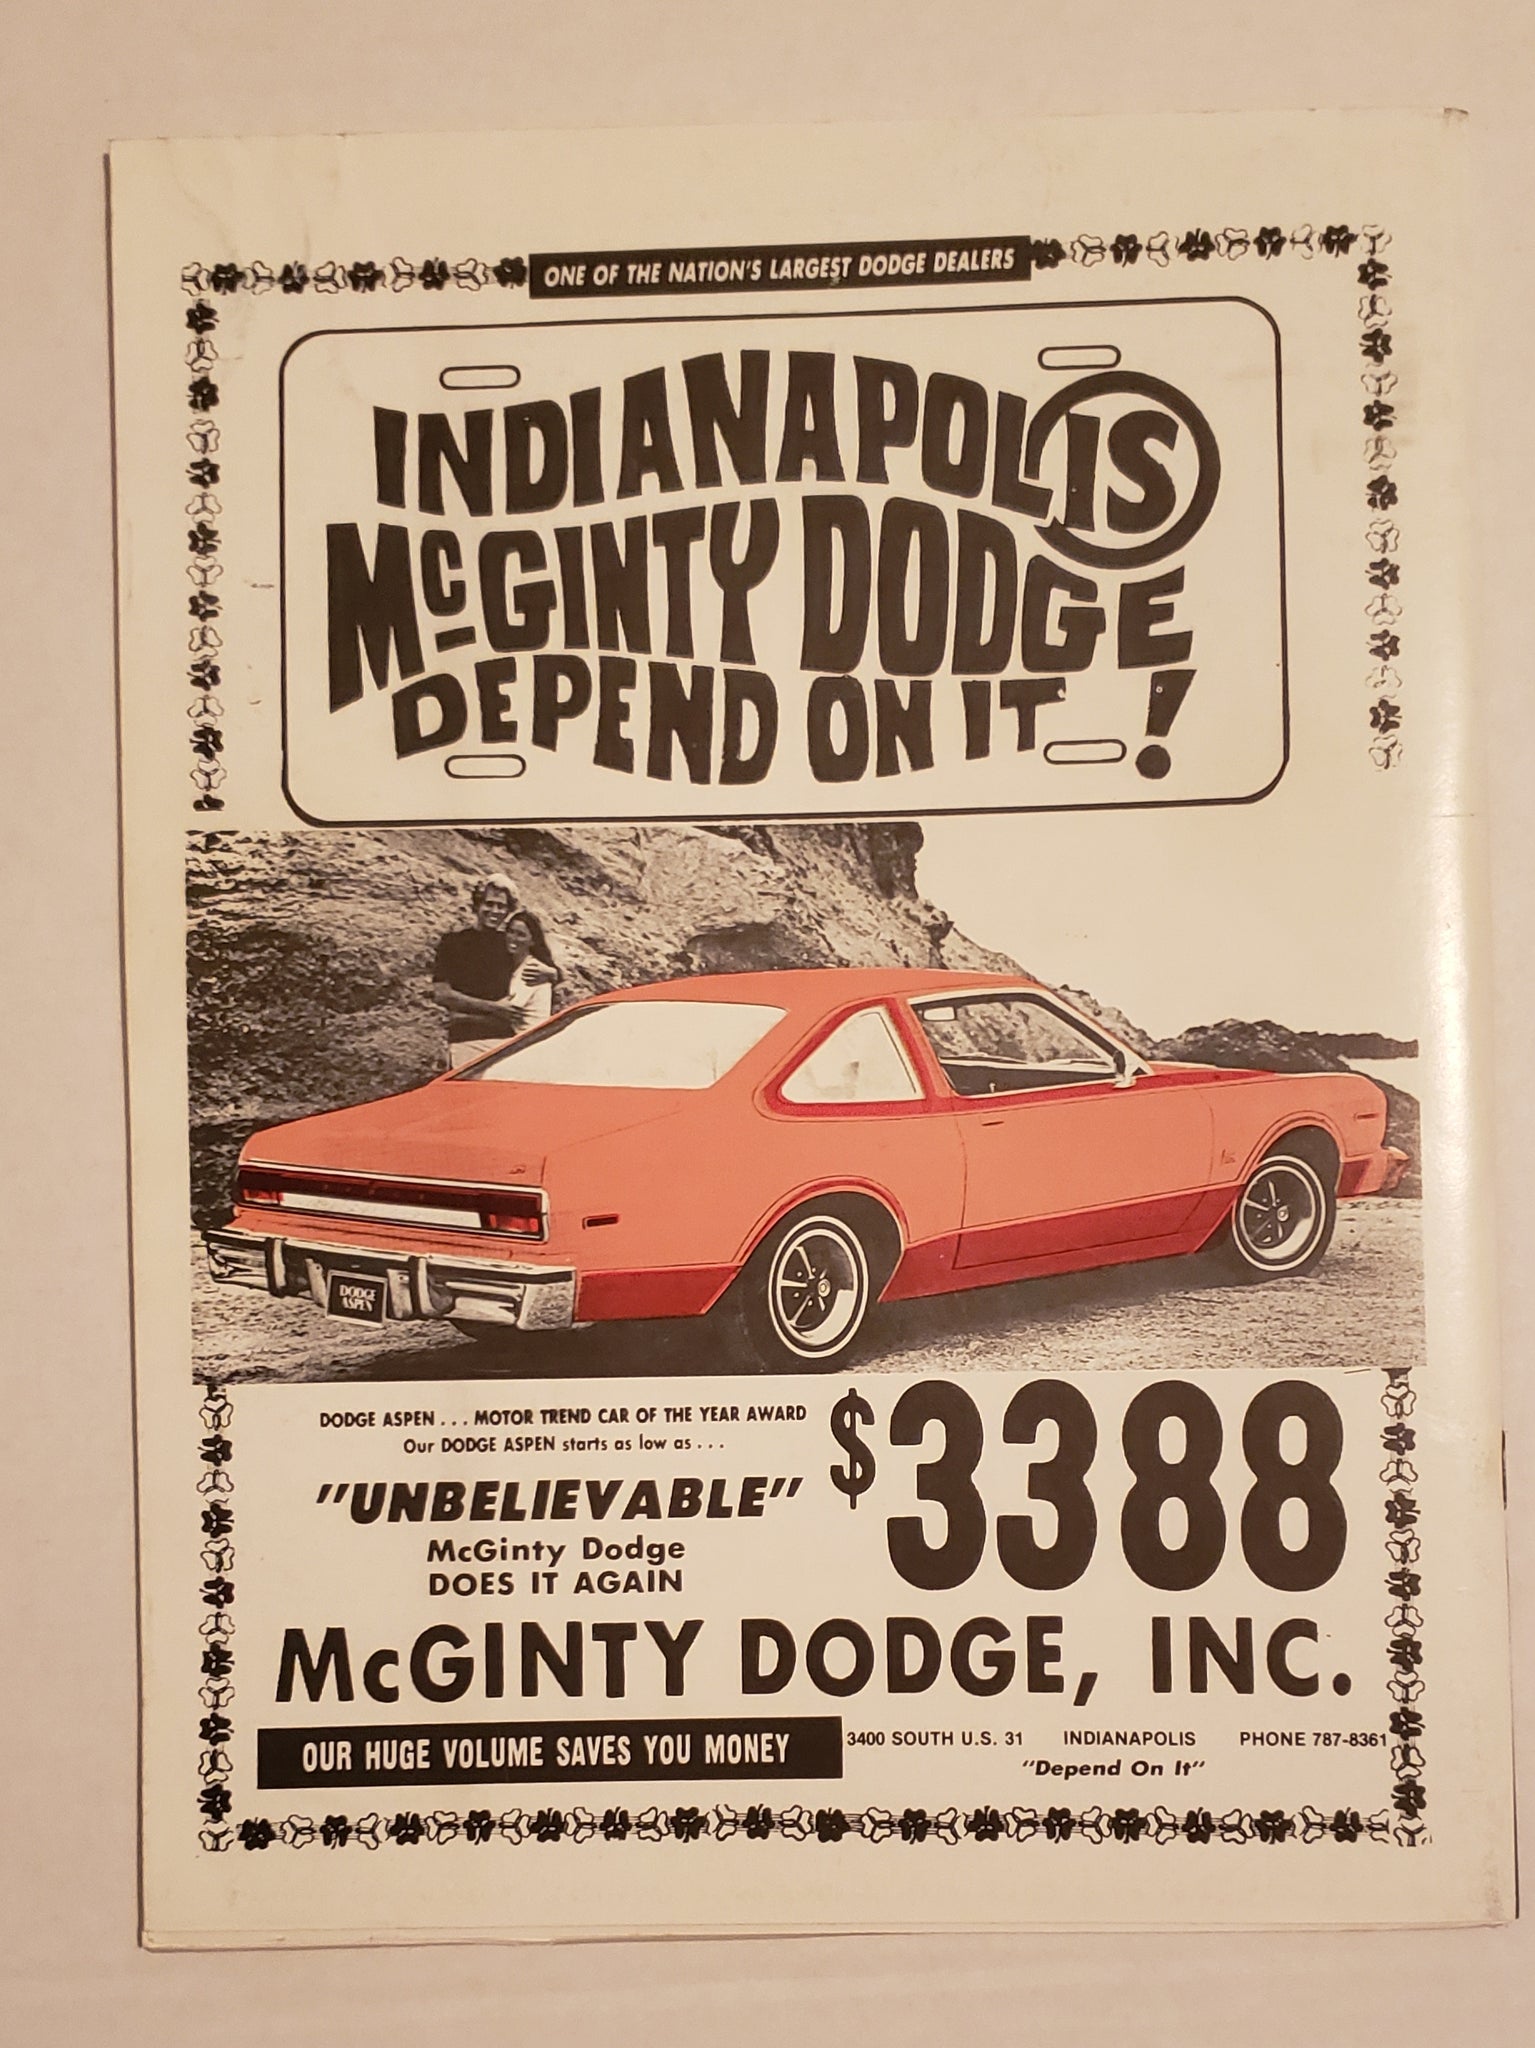 ONE OF THE NATION'S LARGEST DODGE DEALERS
INDIANAPOLIS
McGINTY DODGE
DEPEND ON IT!
DODGE
ASPEN
DODGE ASPEN... MOTOR TREND CAR OF THE YEAR AWARD
Our DODGE ASPEN starts as low as...
$3388
"UNBELIEVABLE"
McGinty Dodge
DOES IT AGAIN
McGINTY DODGE, INC.
OUR HUGE VOLUME SAVES YOU MONEY
3400 SOUTH U.S. 31 INDIANAPOLIS PHONE 787-8361
"Depend On It"